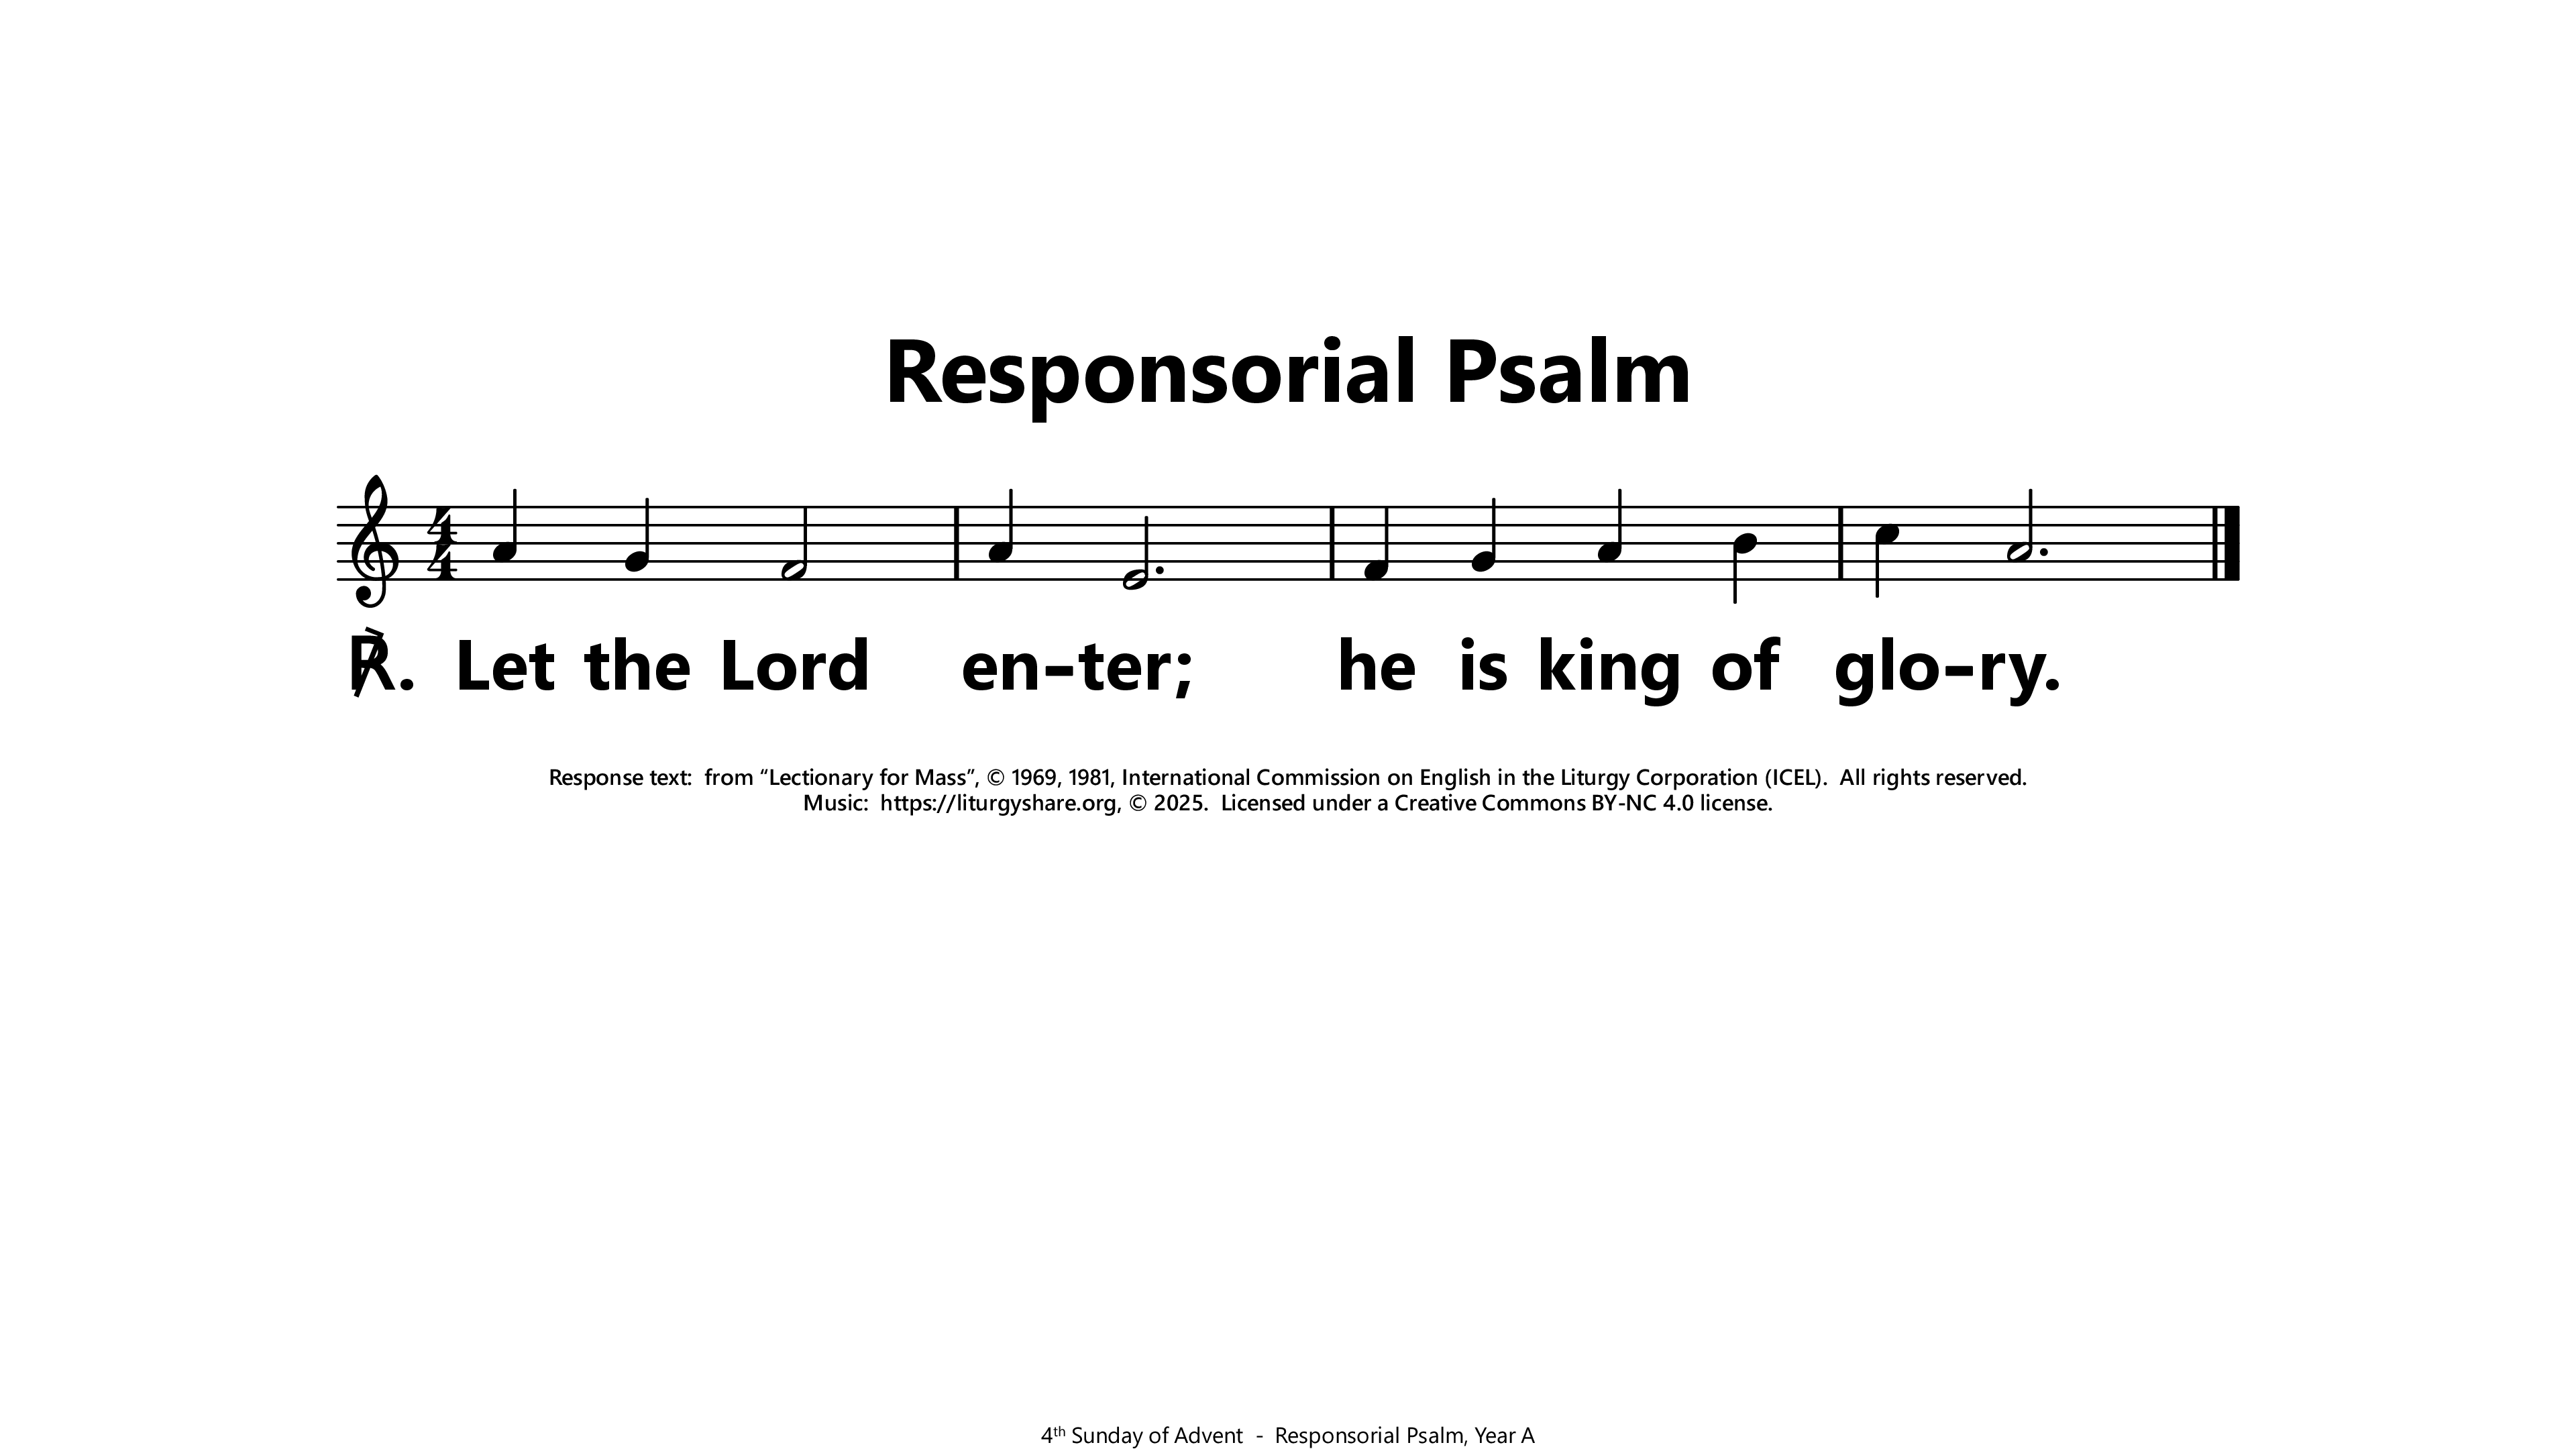 Responsorial Psalm
℟. Let the Lord en-ter; he is king of glo-ry.
Response text:  from “Lectionary for Mass”, © 1969, 1981, International Commission on English in the Liturgy Corporation (ICEL).  All rights reserved.
Music:  https://liturgyshare.org, © 2025.  Licensed under a Creative Commons BY-NC 4.0 license.
4th Sunday of Advent  -  Responsorial Psalm, Year A